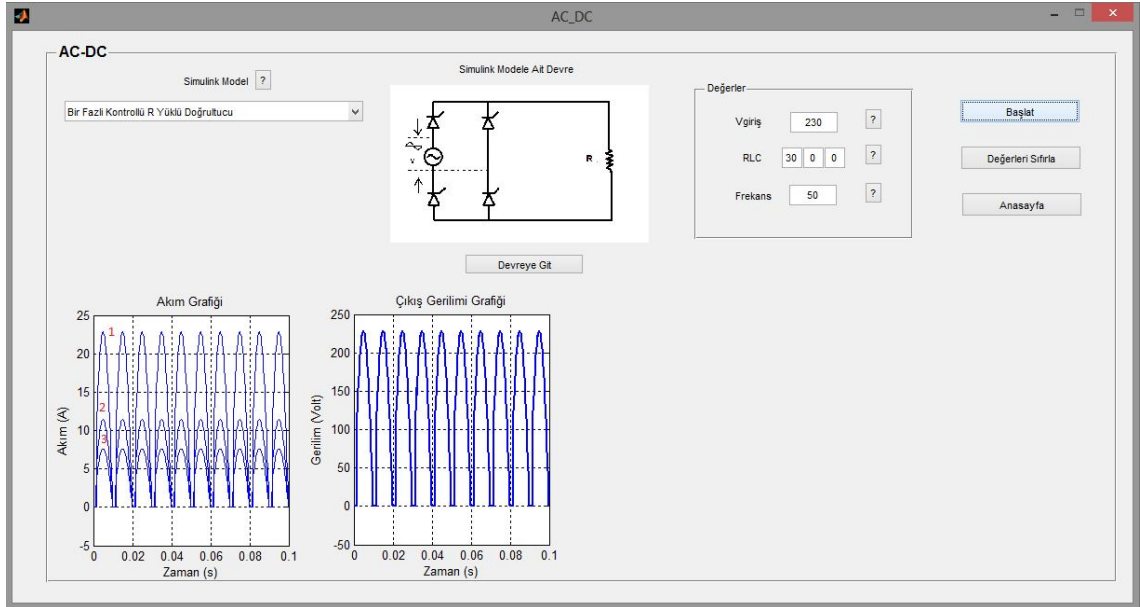 AC_DC
AC-DC
Simulink Model ?
Bir Fazli Kontrollü R Yüklü Doğrultucu
Simulink Modele Ait Devre
v
R
Devreye Git
Değerler
Vgiriş 230 ?
RLC 30 0 0 ?
Frekans 50 ?
Başlat
Değerleri Sıfırla
Anasayfa
Akım Grafiği
Akım (A)
25
20
15
10
5
0
-5
1
2
3
0 0.02 0.04 0.06 0.08 0.1
Zaman (s)
Çıkış Gerilimi Grafiği
Gerilim (Volt)
250
200
150
100
50
0
-50
0 0.02 0.04 0.06 0.08 0.1
Zaman (s)